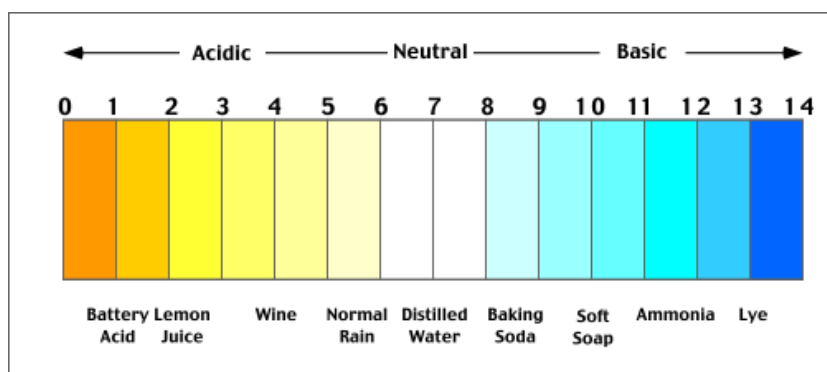 Acidic Neutral Basic
0 1 2 3 4 5 6 7 8 9 10 11 12 13 14
Battery Lemon Wine Normal Distilled Baking Soft Ammonia Lye
Acid Juice Rain Water Soda Soap